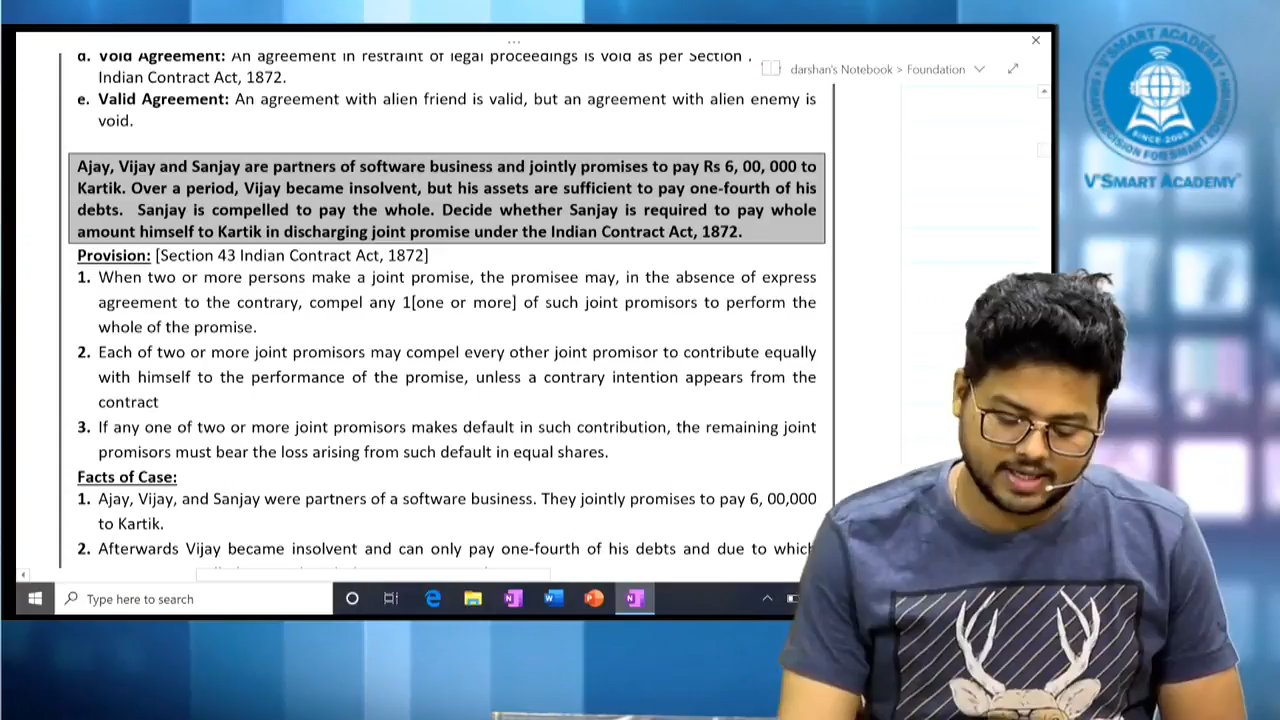 d. Void Agreement: An agreement in restraint of legal proceedings is void as per Section .
Indian Contract Act, 1872.
e. Valid Agreement: An agreement with alien friend is valid, but an agreement with alien enemy is
void.
Ajay, Vijay and Sanjay are partners of software business and jointly promises to pay Rs 6, 00, 000 to
Kartik. Over a period, Vijay became insolvent, but his assets are sufficient to pay one-fourth of his
debts. Sanjay is compelled to pay the whole. Decide whether Sanjay is required to pay whole
amount himself to Kartik in discharging joint promise under the Indian Contract Act, 1872.
Provision: [Section 43 Indian Contract Act, 1872]
1. When two or more persons make a joint promise, the promisee may, in the absence of express
agreement to the contrary, compel any 1[one or more] of such joint promisors to perform the
whole of the promise.
2. Each of two or more joint promisors may compel every other joint promisor to contribute equally
with himself to the performance of the promise, unless a contrary intention appears from the
contract
3. If any one of two or more joint promisors makes default in such contribution, the remaining joint
promisors must bear the loss arising from such default in equal shares.
Facts of Case:
1. Ajay, Vijay, and Sanjay were partners of a software business. They jointly promises to pay 6, 00,000
to Kartik.
2. Afterwards Vijay became insolvent and can only pay one-fourth of his debts and due to which
darshan's Notebook > Foundation
Type here to search
V'SMART ACADEMY
SINCE 2005
V'SMART ACADEMY